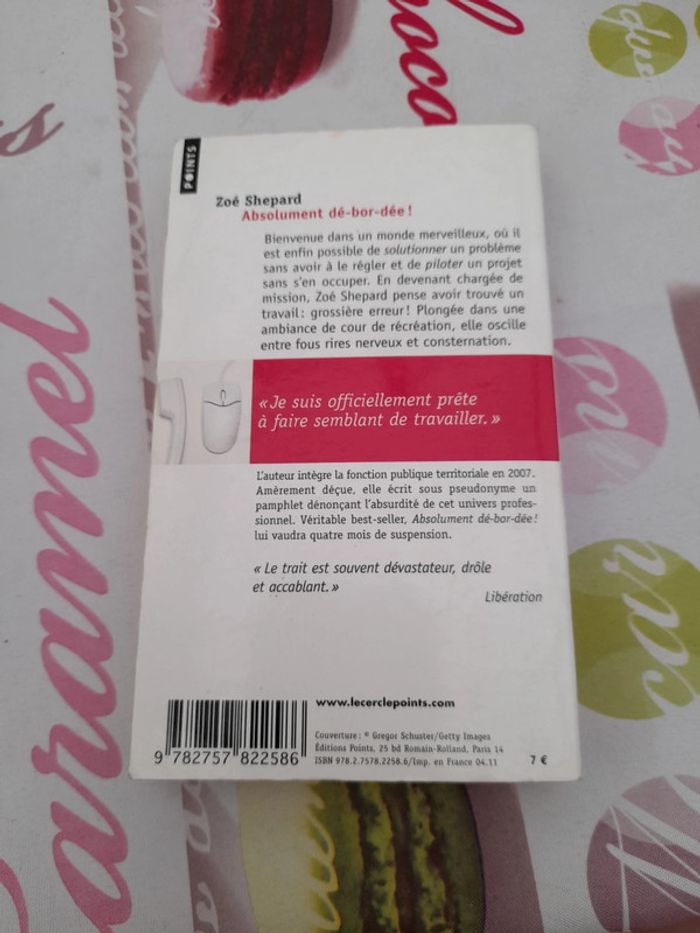 POINTS
Zoé Shepard
Absolument dé-bor-dée !
Bienvenue dans un monde merveilleux, où il
est enfin possible de solutionner un problème
sans avoir à le régler et de piloter un projet
sans s'en occuper. En devenant chargée de
mission, Zoé Shepard pense avoir trouvé un
travail : grossière erreur ! Plongée dans une
ambiance de cour de récréation, elle oscille
entre fous rires nerveux et consternation.
« Je suis officiellement prête
à faire semblant de travailler. »
L'auteur intègre la fonction publique territoriale en 2007.
Amèrement déçue, elle écrit sous pseudonyme un
pamphlet dénonçant l'absurdité de cet univers profes-
sionnel. Véritable best-seller, Absolument dé-bor-dée !
lui vaudra quatre mois de suspension.
« Le trait est souvent dévastateur, drôle
et accablant. »
Libération
www.lecerclepoints.com
Couverture : © Gregor Schuster/Getty Images
Éditions Points, 25 bd Romain-Rolland, Paris 14
ISBN 978.2.7578.2258.6/Imp. en France 04.11
7 €
9 782757 822586
aramel
oco
car